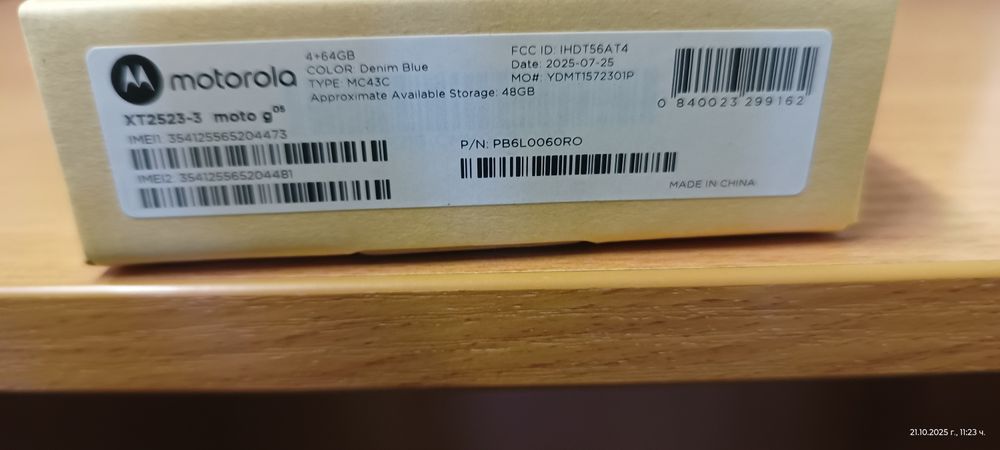 motorola
4+64GB
COLOR: Denim Blue
TYPE: MC43C
Approximate Available Storage: 48GB
FCC ID: IHDT56AT4
Date: 2025-07-25
MO#: YDMT1572301P
0 840023 299162
XT2523-3 moto g05
IMEI1 354125565204473
IMEI2 354125565204481
P/N: PB6L0060RO
MADE IN CHINA
21.10.2025 г., 11:23 ч.